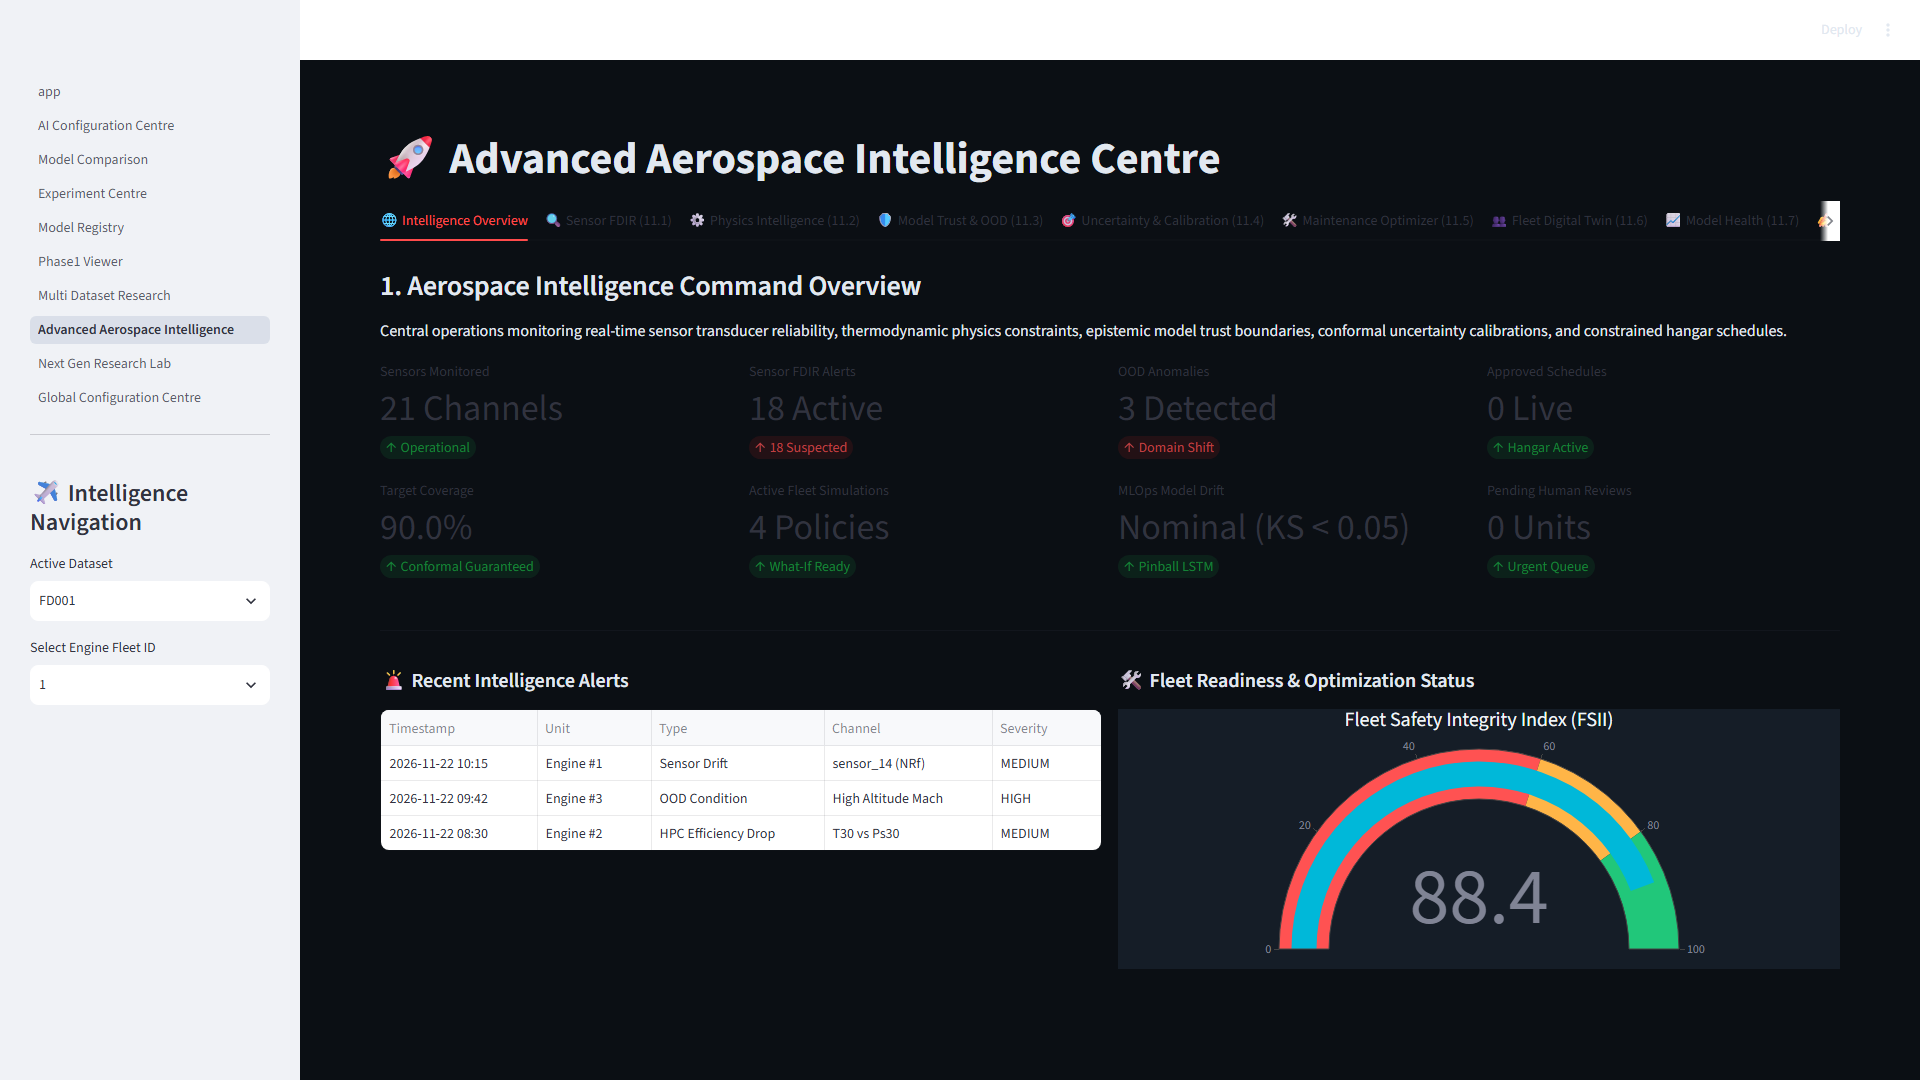 Deploy
app
AI Configuration Centre
Model Comparison
Experiment Centre
Model Registry
Phase1 Viewer
Multi Dataset Research
Advanced Aerospace Intelligence
Next Gen Research Lab
Global Configuration Centre
Intelligence
Navigation
Active Dataset
FD001
Select Engine Fleet ID
1
Advanced Aerospace Intelligence Centre
Intelligence Overview Sensor FDIR (11.1) Physics Intelligence (11.2) Model Trust & OOD (11.3) Uncertainty & Calibration (11.4) Maintenance Optimizer (11.5) Fleet Digital Twin (11.6) Model Health (11.7)
1. Aerospace Intelligence Command Overview
Central operations monitoring real-time sensor transducer reliability, thermodynamic physics constraints, epistemic model trust boundaries, conformal uncertainty calibrations, and constrained hangar schedules.
Sensors Monitored Sensor FDIR Alerts OOD Anomalies Approved Schedules
21 Channels 18 Active 3 Detected 0 Live
↑ Operational ↑ 18 Suspected ↑ Domain Shift ↑ Hangar Active
Target Coverage Active Fleet Simulations MLOps Model Drift Pending Human Reviews
90.0% 4 Policies Nominal (KS < 0.05) 0 Units
↑ Conformal Guaranteed ↑ What-If Ready ↑ Pinball LSTM ↑ Urgent Queue
Recent Intelligence Alerts
Timestamp Unit Type Channel Severity
2026-11-22 10:15 Engine #1 Sensor Drift sensor_14 (NRf) MEDIUM
2026-11-22 09:42 Engine #3 OOD Condition High Altitude Mach HIGH
2026-11-22 08:30 Engine #2 HPC Efficiency Drop T30 vs Ps30 MEDIUM
Fleet Readiness & Optimization Status
Fleet Safety Integrity Index (FSII)
40 60
20 80
88.4
0 100